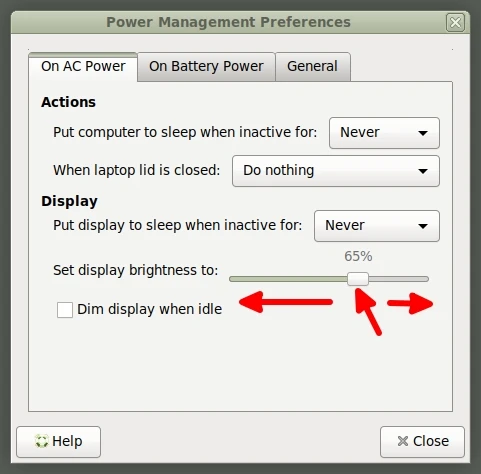 Power Management Preferences
On AC Power On Battery Power General
Actions
Put computer to sleep when inactive for: Never
When laptop lid is closed: Do nothing
Display
Put display to sleep when inactive for: Never
65%
Set display brightness to:
Dim display when idle
Help Close